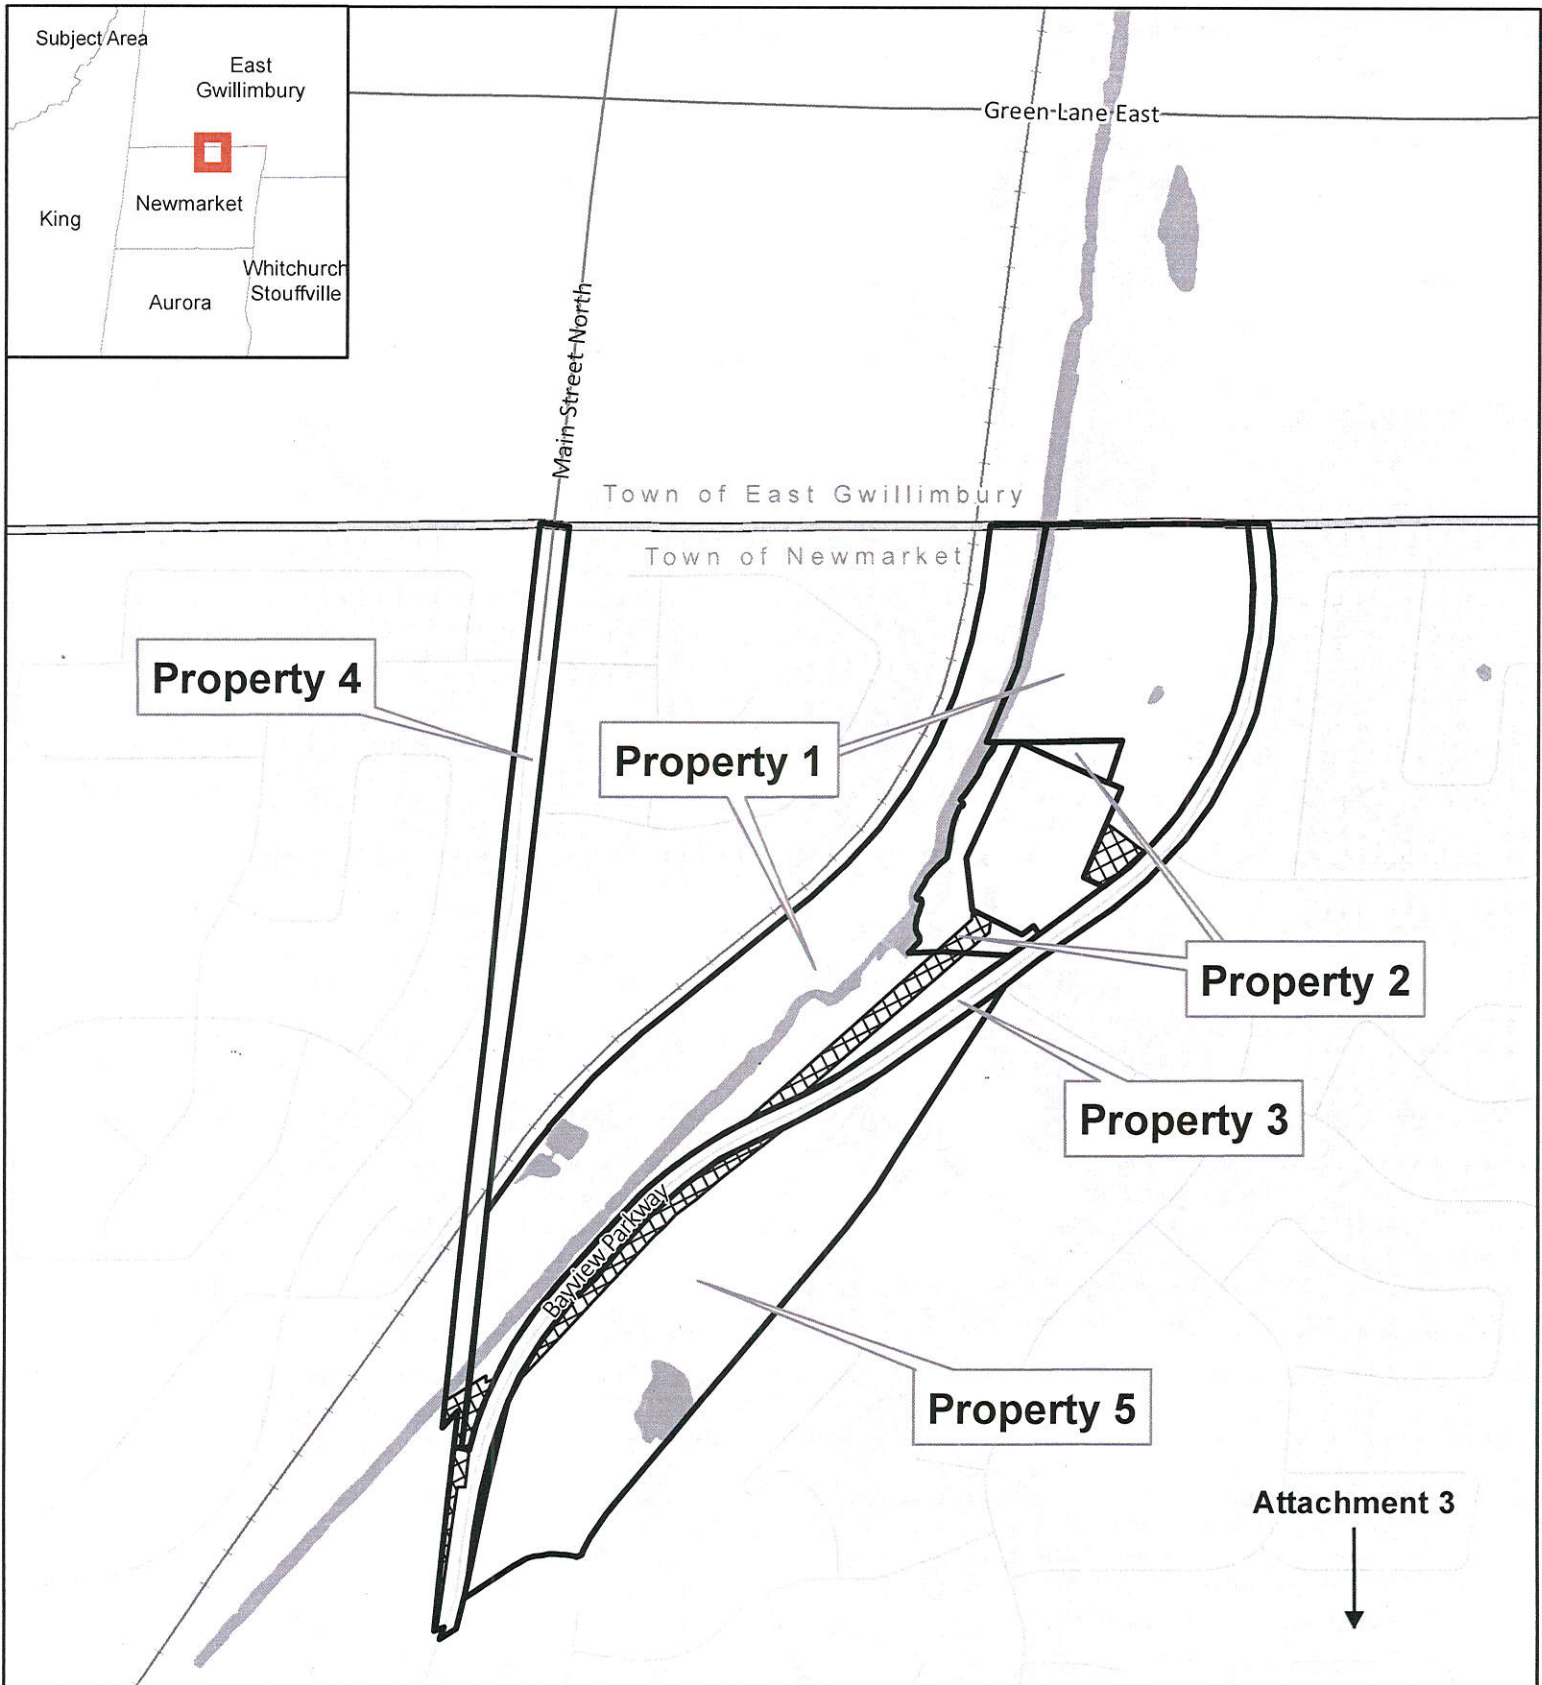 Subject Area
East
Gwillimbury
King
Newmarket
Whitchurch
Stouffville
Aurora
Green Lane East
Main Street North
Town of East Gwillimbury
Town of Newmarket
Property 4
Property 1
Property 2
Property 3
Bayview Parkway
Property 5
Attachment 3